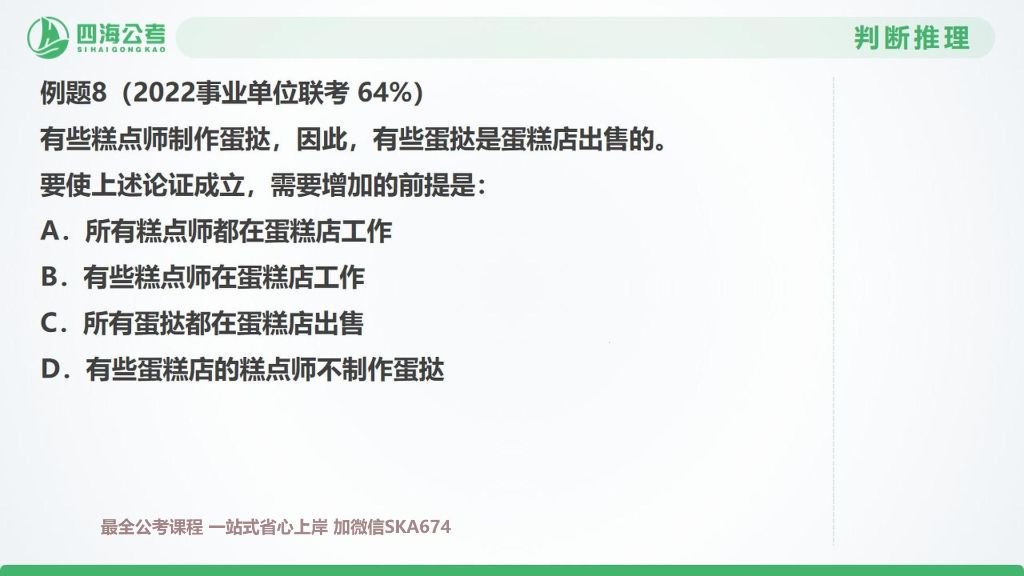 四海公考
SIHAIGONGKAO
判断推理
例题8（2022事业单位联考 64%）
有些糕点师制作蛋挞，因此，有些蛋挞是蛋糕店出售的。
要使上述论证成立，需要增加的前提是：
A．所有糕点师都在蛋糕店工作
B．有些糕点师在蛋糕店工作
C．所有蛋挞都在蛋糕店出售
D．有些蛋糕店的糕点师不制作蛋挞
最全公考课程 一站式省心上岸 加微信SKA674